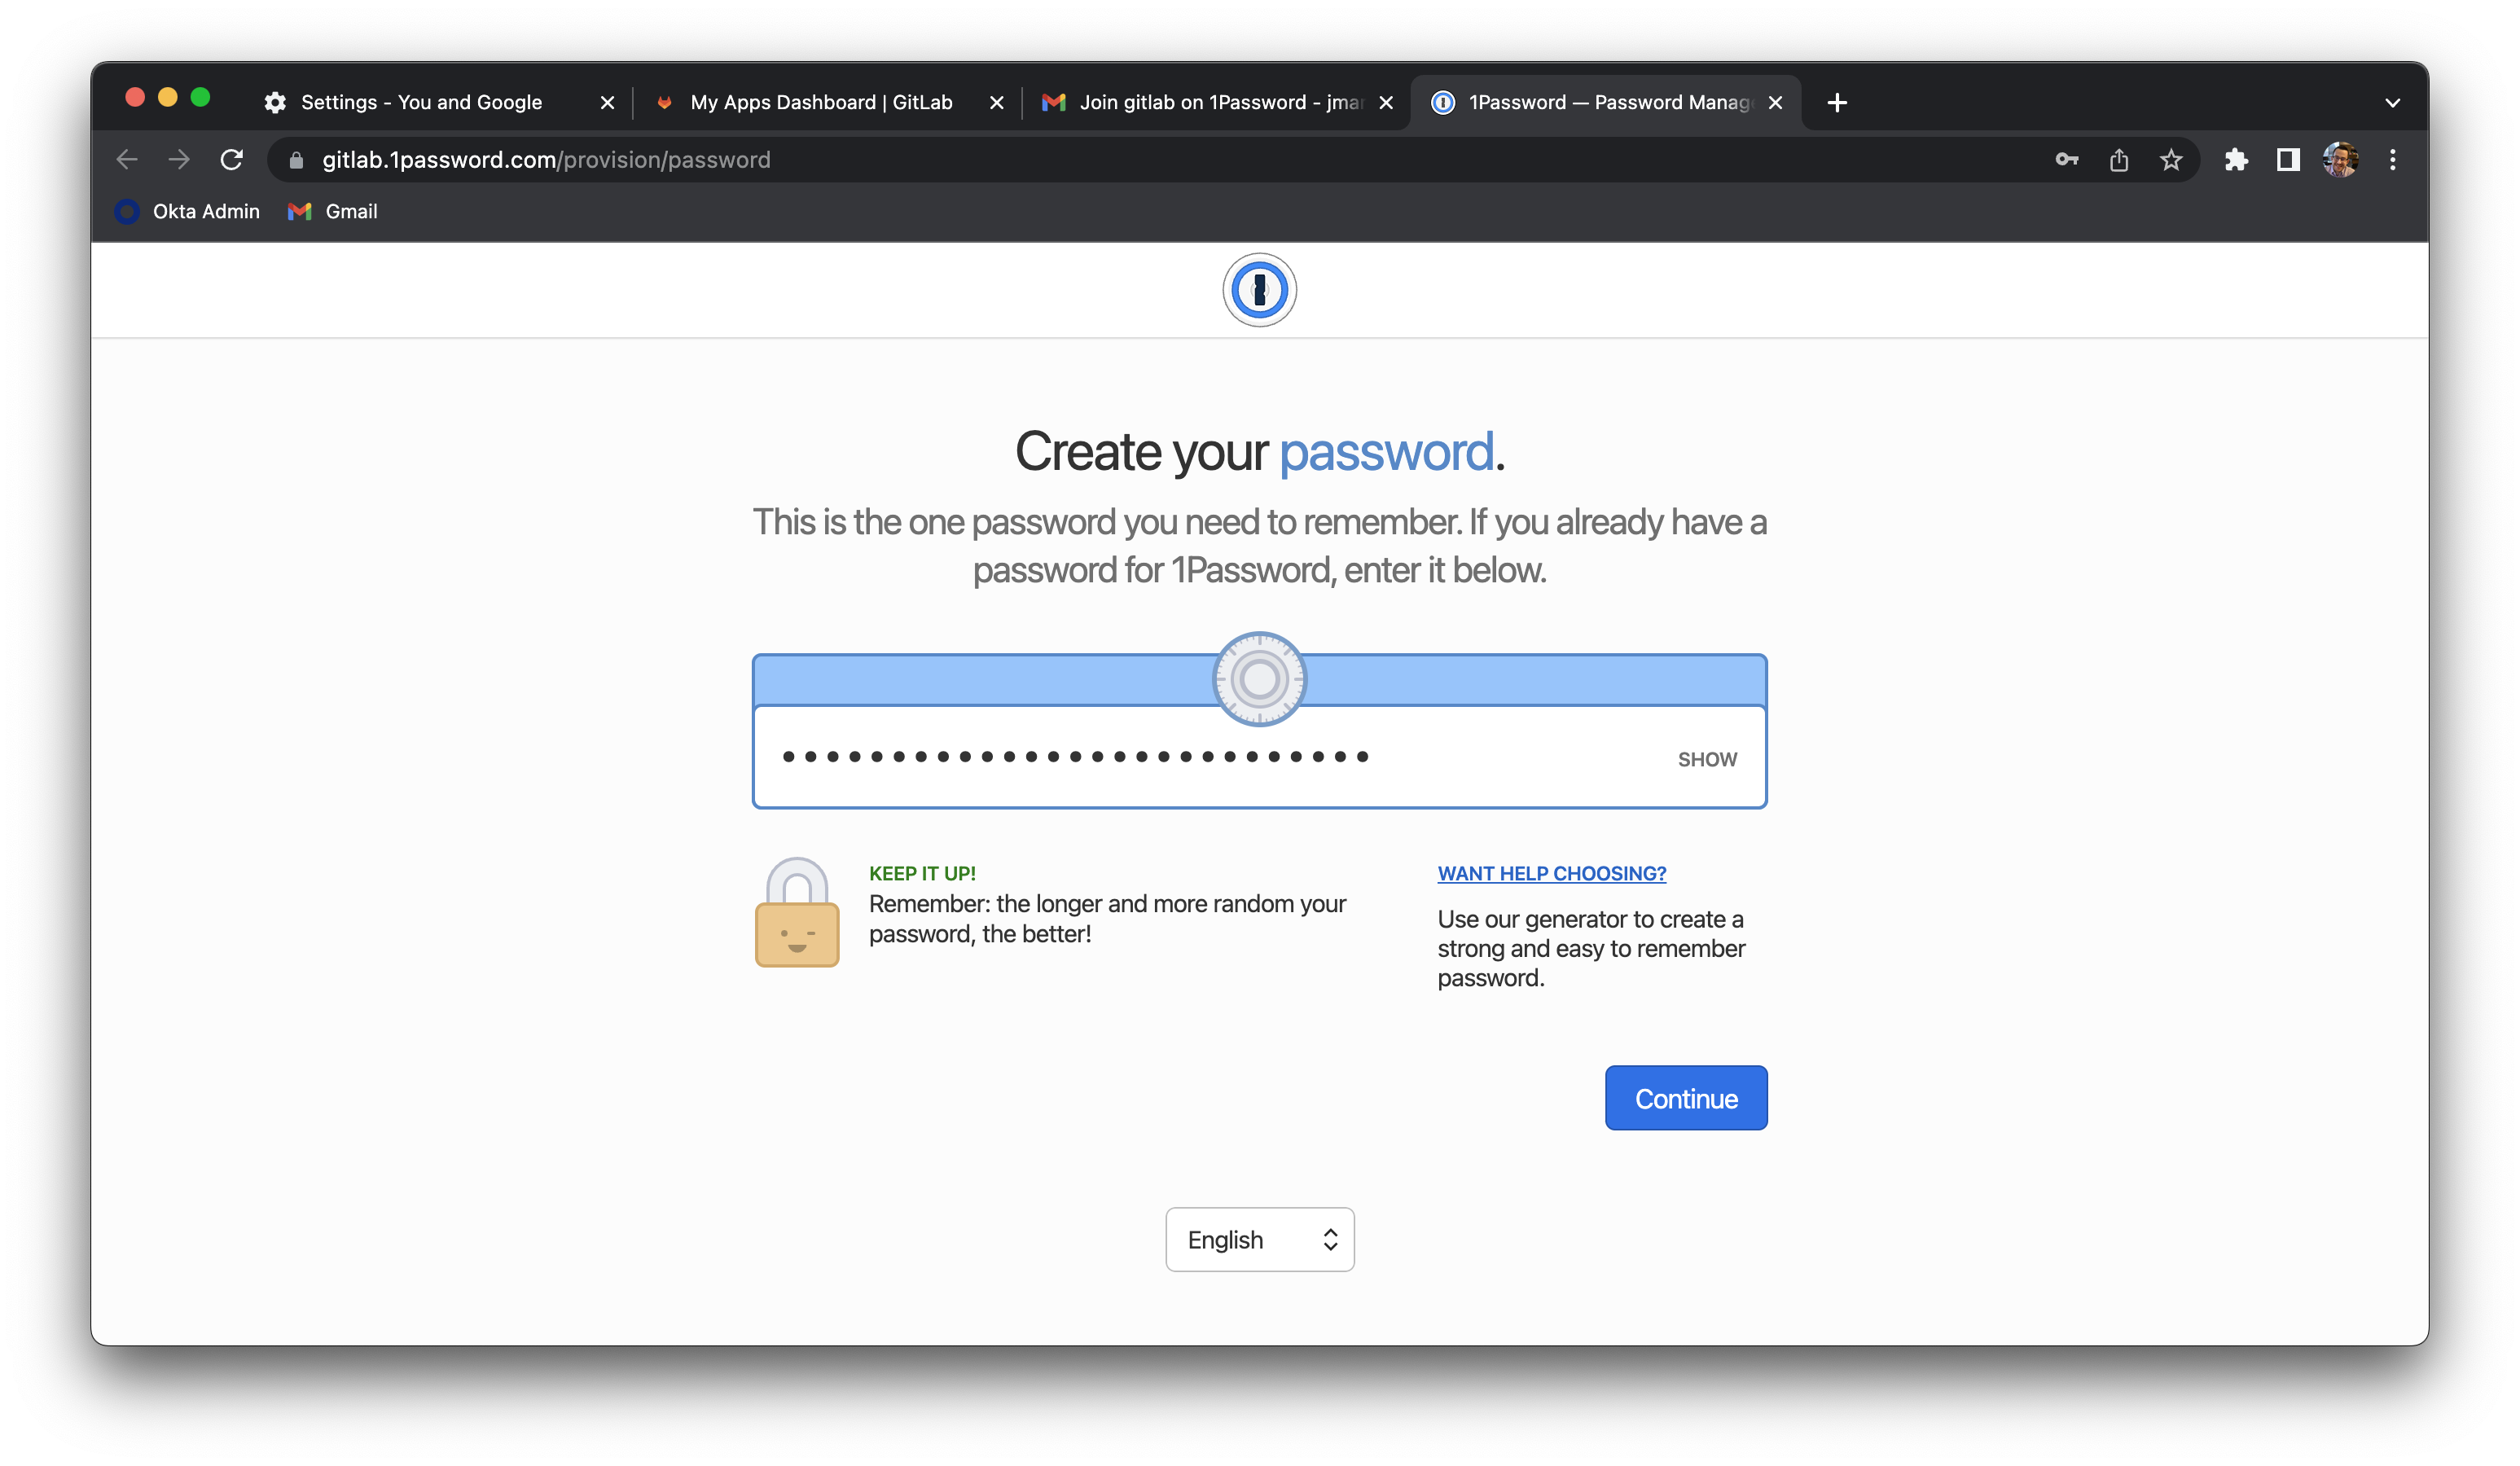 Settings - You and Google
My Apps Dashboard | GitLab
Join gitlab on 1Password - jmar
1Password — Password Manage
gitlab.1password.com/provision/password
Okta Admin
Gmail
Create your password.
This is the one password you need to remember. If you already have a
password for 1Password, enter it below.
SHOW
KEEP IT UP!
Remember: the longer and more random your
password, the better!
WANT HELP CHOOSING?
Use our generator to create a
strong and easy to remember
password.
Continue
English